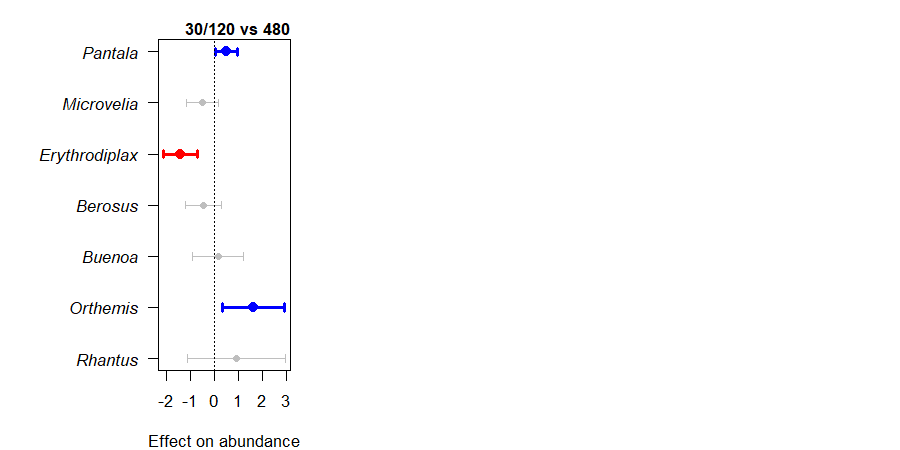 30/120 vs 480
Pantala
Microvelia
Erythrodiplax
Berosus
Buenoa
Orthemis
Rhantus
-2 -1 0 1 2 3
Effect on abundance